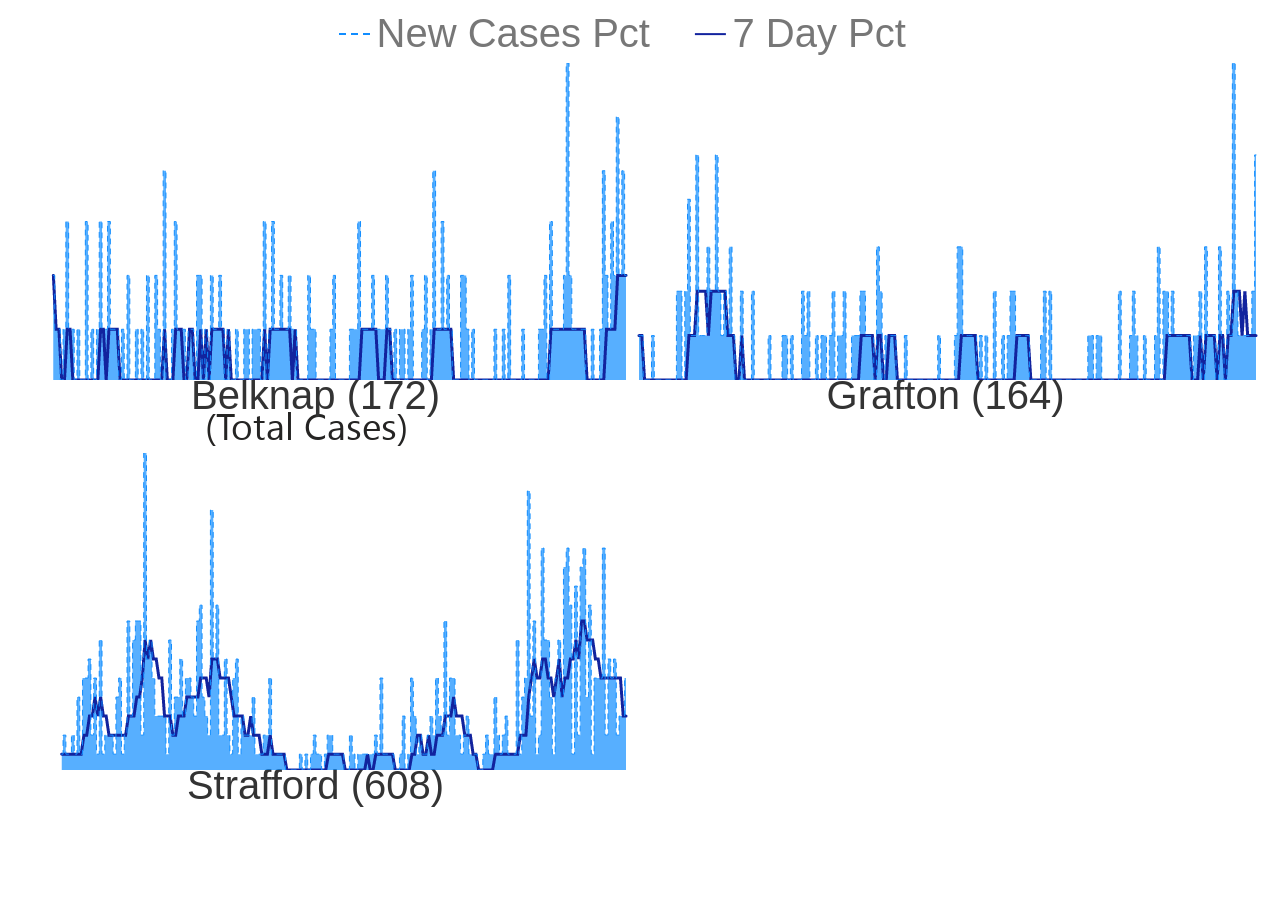 New Cases Pct 7 Day Pct
Belknap (172) Grafton (164)
(Total Cases)
Strafford (608)